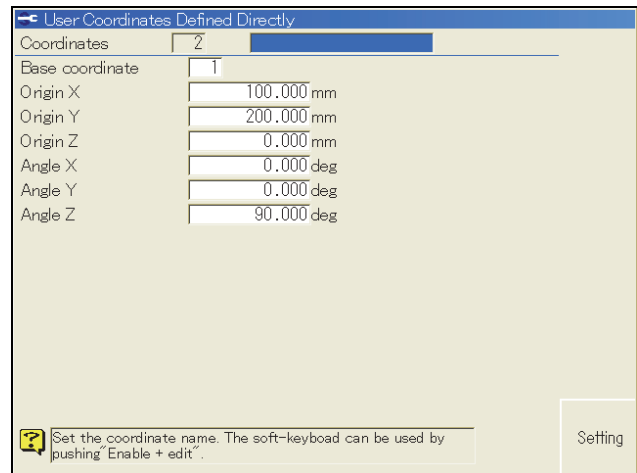 User Coordinates Defined Directly
Coordinates 2
Base coordinate 1
Origin X 100.000 mm
Origin Y 200.000 mm
Origin Z 0.000 mm
Angle X 0.000 deg
Angle Y 0.000 deg
Angle Z 90.000 deg
Set the coordinate name. The soft-keyboad can be used by
pushing"Enable + edit".
Setting